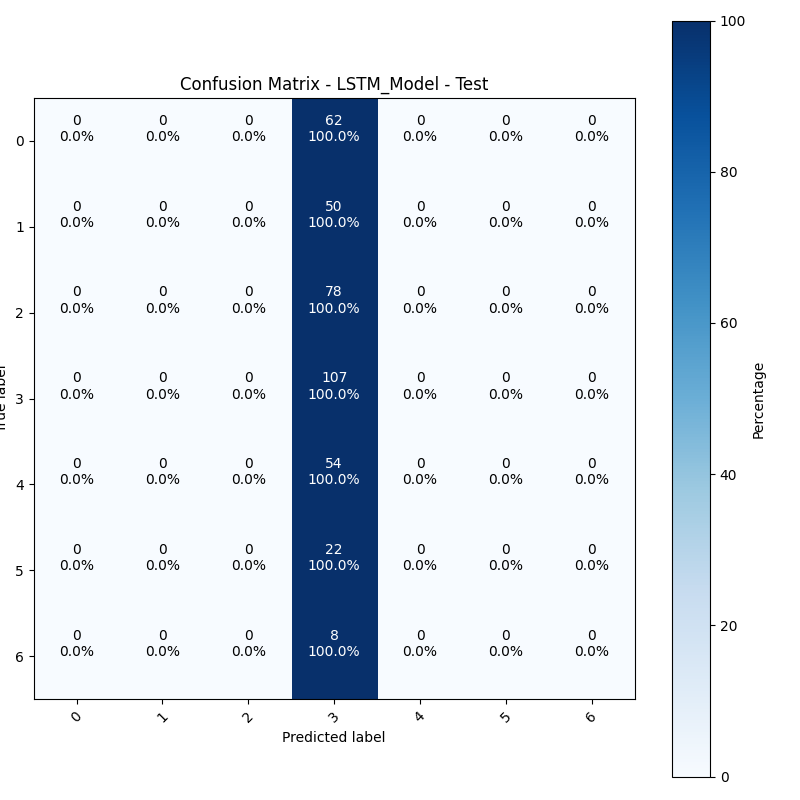 Confusion Matrix - LSTM_Model - Test
0 0 0 0 62 0 0 0
0.0% 0.0% 0.0% 100.0% 0.0% 0.0% 0.0%
1 0 0 0 50 0 0 0
0.0% 0.0% 0.0% 100.0% 0.0% 0.0% 0.0%
2 0 0 0 78 0 0 0
0.0% 0.0% 0.0% 100.0% 0.0% 0.0% 0.0%
3 0 0 0 107 0 0 0
0.0% 0.0% 0.0% 100.0% 0.0% 0.0% 0.0%
4 0 0 0 54 0 0 0
0.0% 0.0% 0.0% 100.0% 0.0% 0.0% 0.0%
5 0 0 0 22 0 0 0
0.0% 0.0% 0.0% 100.0% 0.0% 0.0% 0.0%
6 0 0 0 8 0 0 0
0.0% 0.0% 0.0% 100.0% 0.0% 0.0% 0.0%
0 1 2 3 4 5 6
Predicted label
100
80
60
40
20
0
Percentage